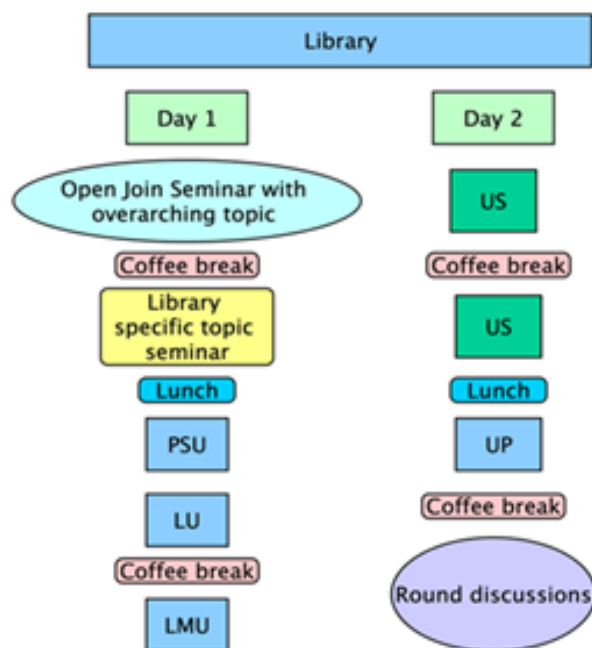 Library
Day 1
Open Join Seminar with
overarching topic
Coffee break
Library
specific topic
seminar
Lunch
PSU
LU
Coffee break
LMU
Day 2
US
Coffee break
US
Lunch
UP
Coffee break
Round discussions